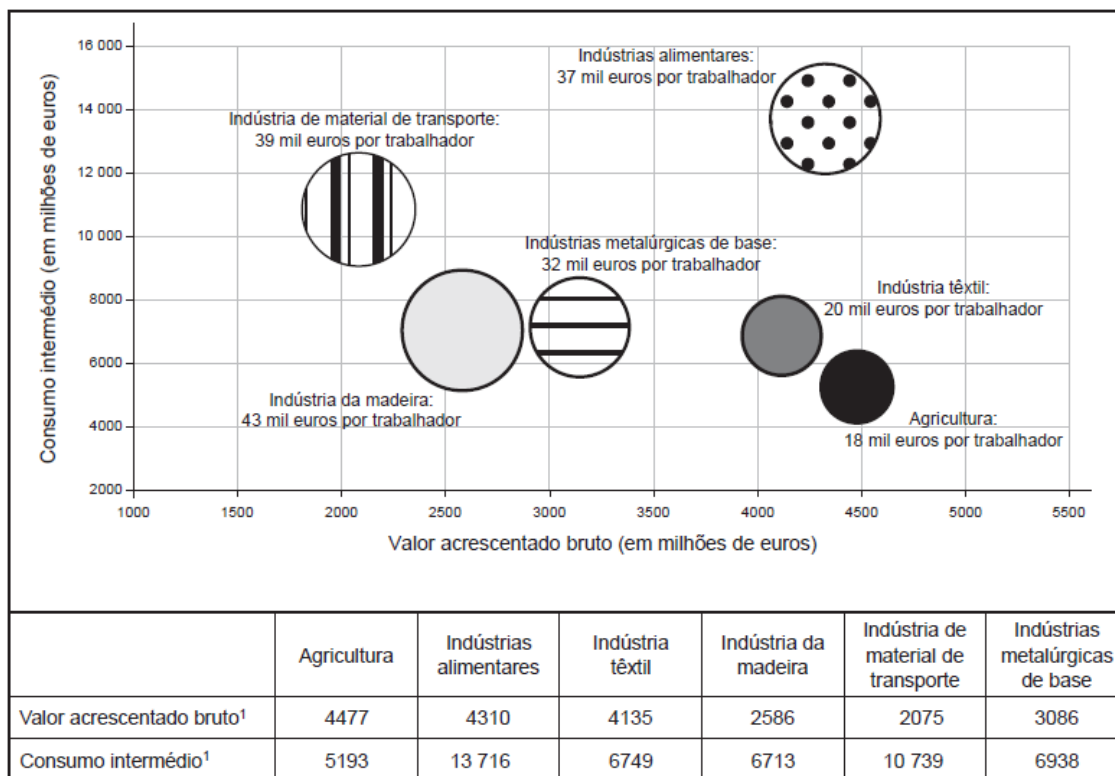 Consumo intermédio (em milhões de euros)
16 000
14 000
12 000
10 000
8000
6000
4000
2000
Indústrias alimentares:
37 mil euros por trabalhador
Indústria de material de transporte:
39 mil euros por trabalhador
Indústrias metalúrgicas de base:
32 mil euros por trabalhador
Indústria têxtil:
20 mil euros por trabalhador
Indústria da madeira:
43 mil euros por trabalhador
Agricultura:
18 mil euros por trabalhador
1000 1500 2000 2500 3000 3500 4000 4500 5000 5500
Valor acrescentado bruto (em milhões de euros)
Agricultura
Indústrias
alimentares
Indústria
têxtil
Indústria da
madeira
Indústria de
material de
transporte
Indústrias
metalúrgicas
de base
Valor acrescentado bruto¹ 4477 4310 4135 2586 2075 3086
Consumo intermédio¹ 5193 13 716 6749 6713 10 739 6938